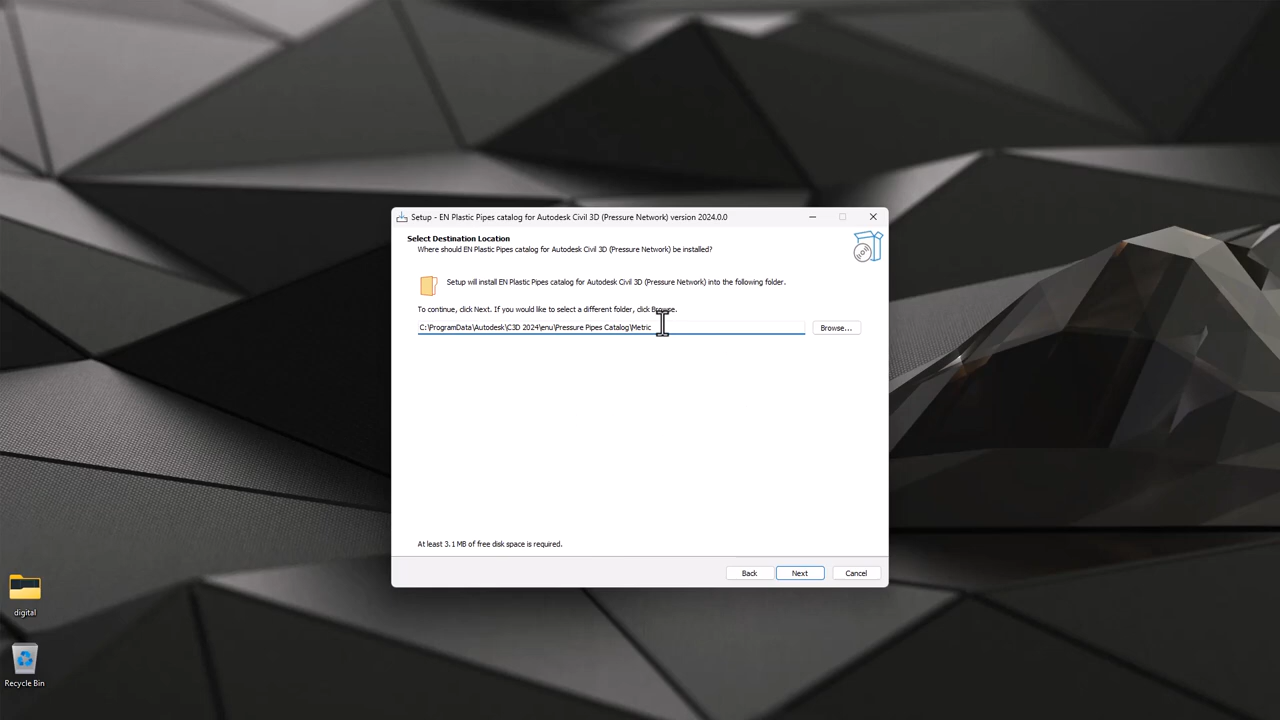 Setup - EN Plastic Pipes catalog for Autodesk Civil 3D (Pressure Network) version 2024.0.0
Select Destination Location
Where should EN Plastic Pipes catalog for Autodesk Civil 3D (Pressure Network) be installed?
Setup will install EN Plastic Pipes catalog for Autodesk Civil 3D (Pressure Network) into the following folder.
To continue, click Next. If you would like to select a different folder, click Browse.
C:\ProgramData\Autodesk\C3D 2024\enu\Pressure Pipes Catalog\Metric
Browse...
At least 3.1 MB of free disk space is required.
Back
Next
Cancel
digital
Recycle Bin